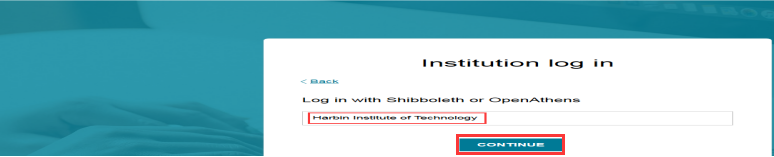 Institution log in
< Back
Log in with Shibboleth or OpenAthens
Harbin Institute of Technology
CONTINUE